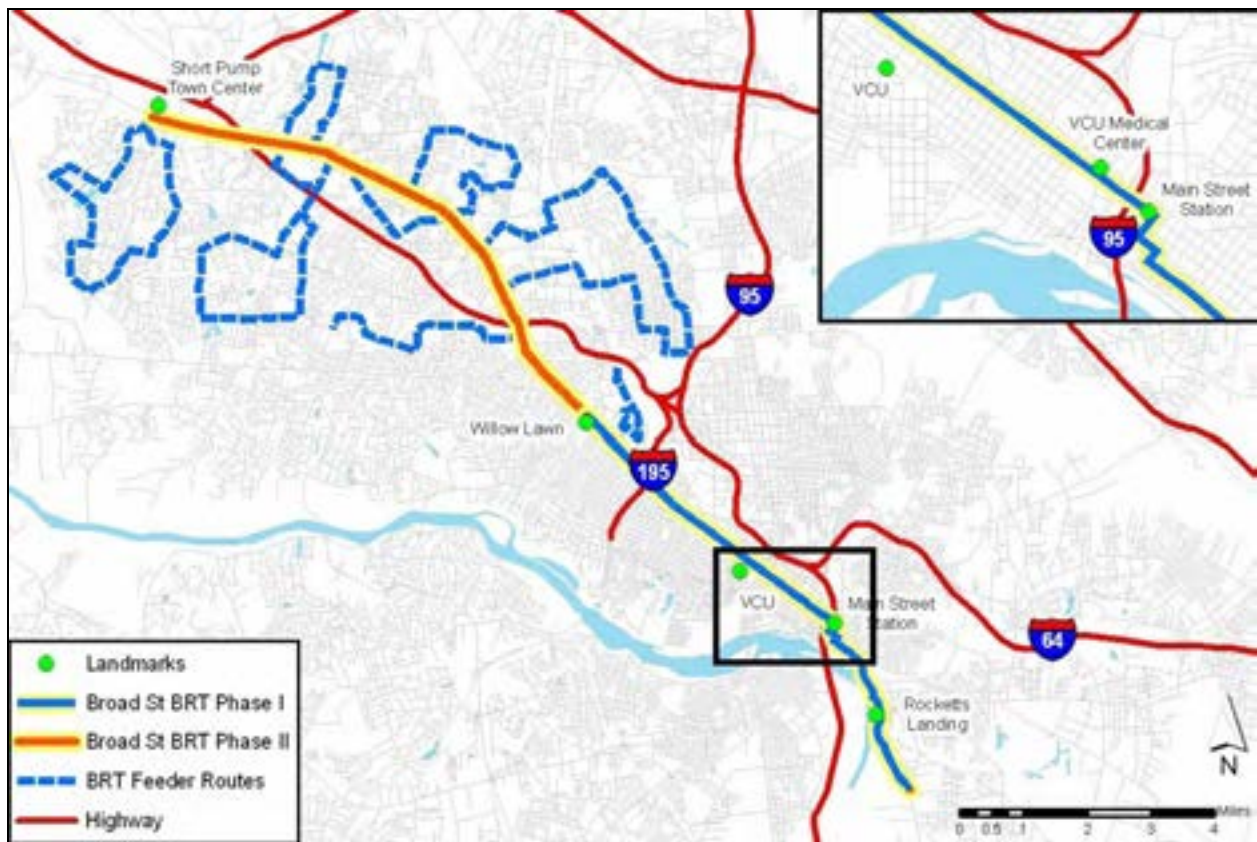 Short Pump
Town Center
VCU
VCU Medical
Center
Main Street
Station
95
95
Willow Lawn
195
VCU
Main Street
Station
64
Rocketts
Landing
Landmarks
Broad St BRT Phase I
Broad St BRT Phase II
BRT Feeder Routes
Highway
N
Miles
0 0.5 1 2 3 4